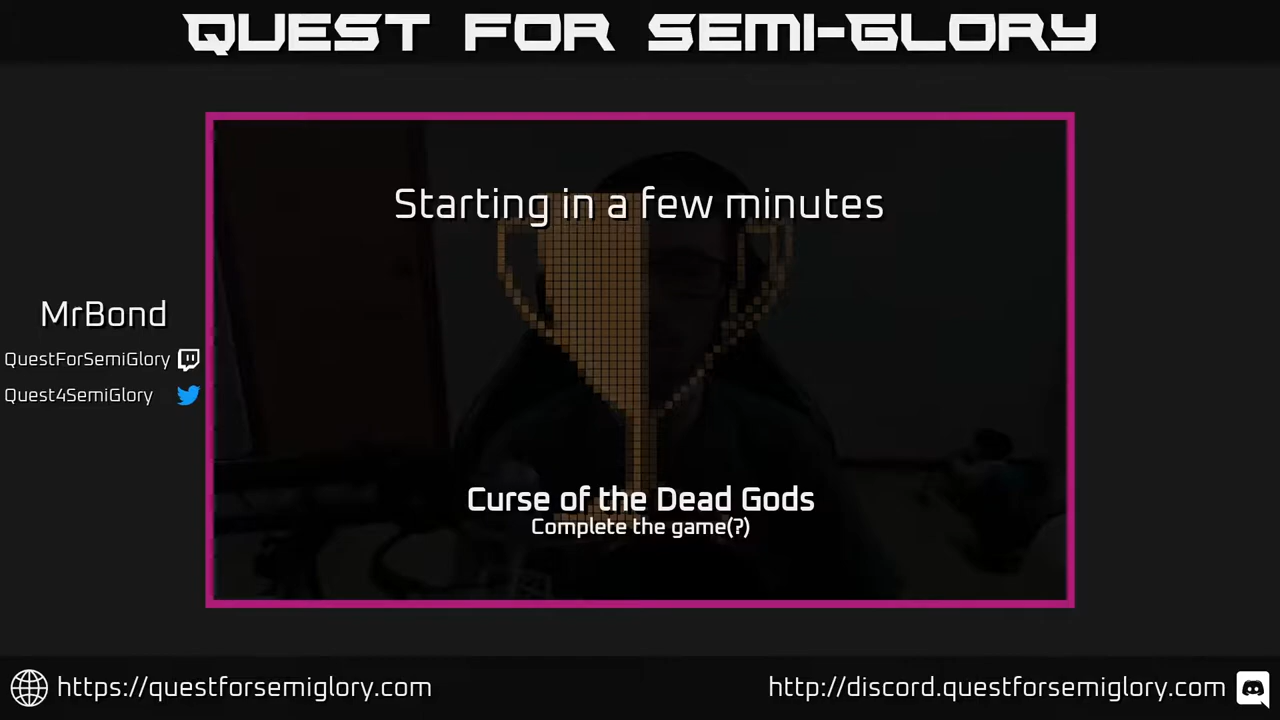 QUEST FOR SEMI-GLORY
Starting in a few minutes
MrBond
QuestForSemiGlory
Quest4SemiGlory
Curse of the Dead Gods
Complete the game(?)
https://questforsemiglory.com
http://discord.questforsemiglory.com